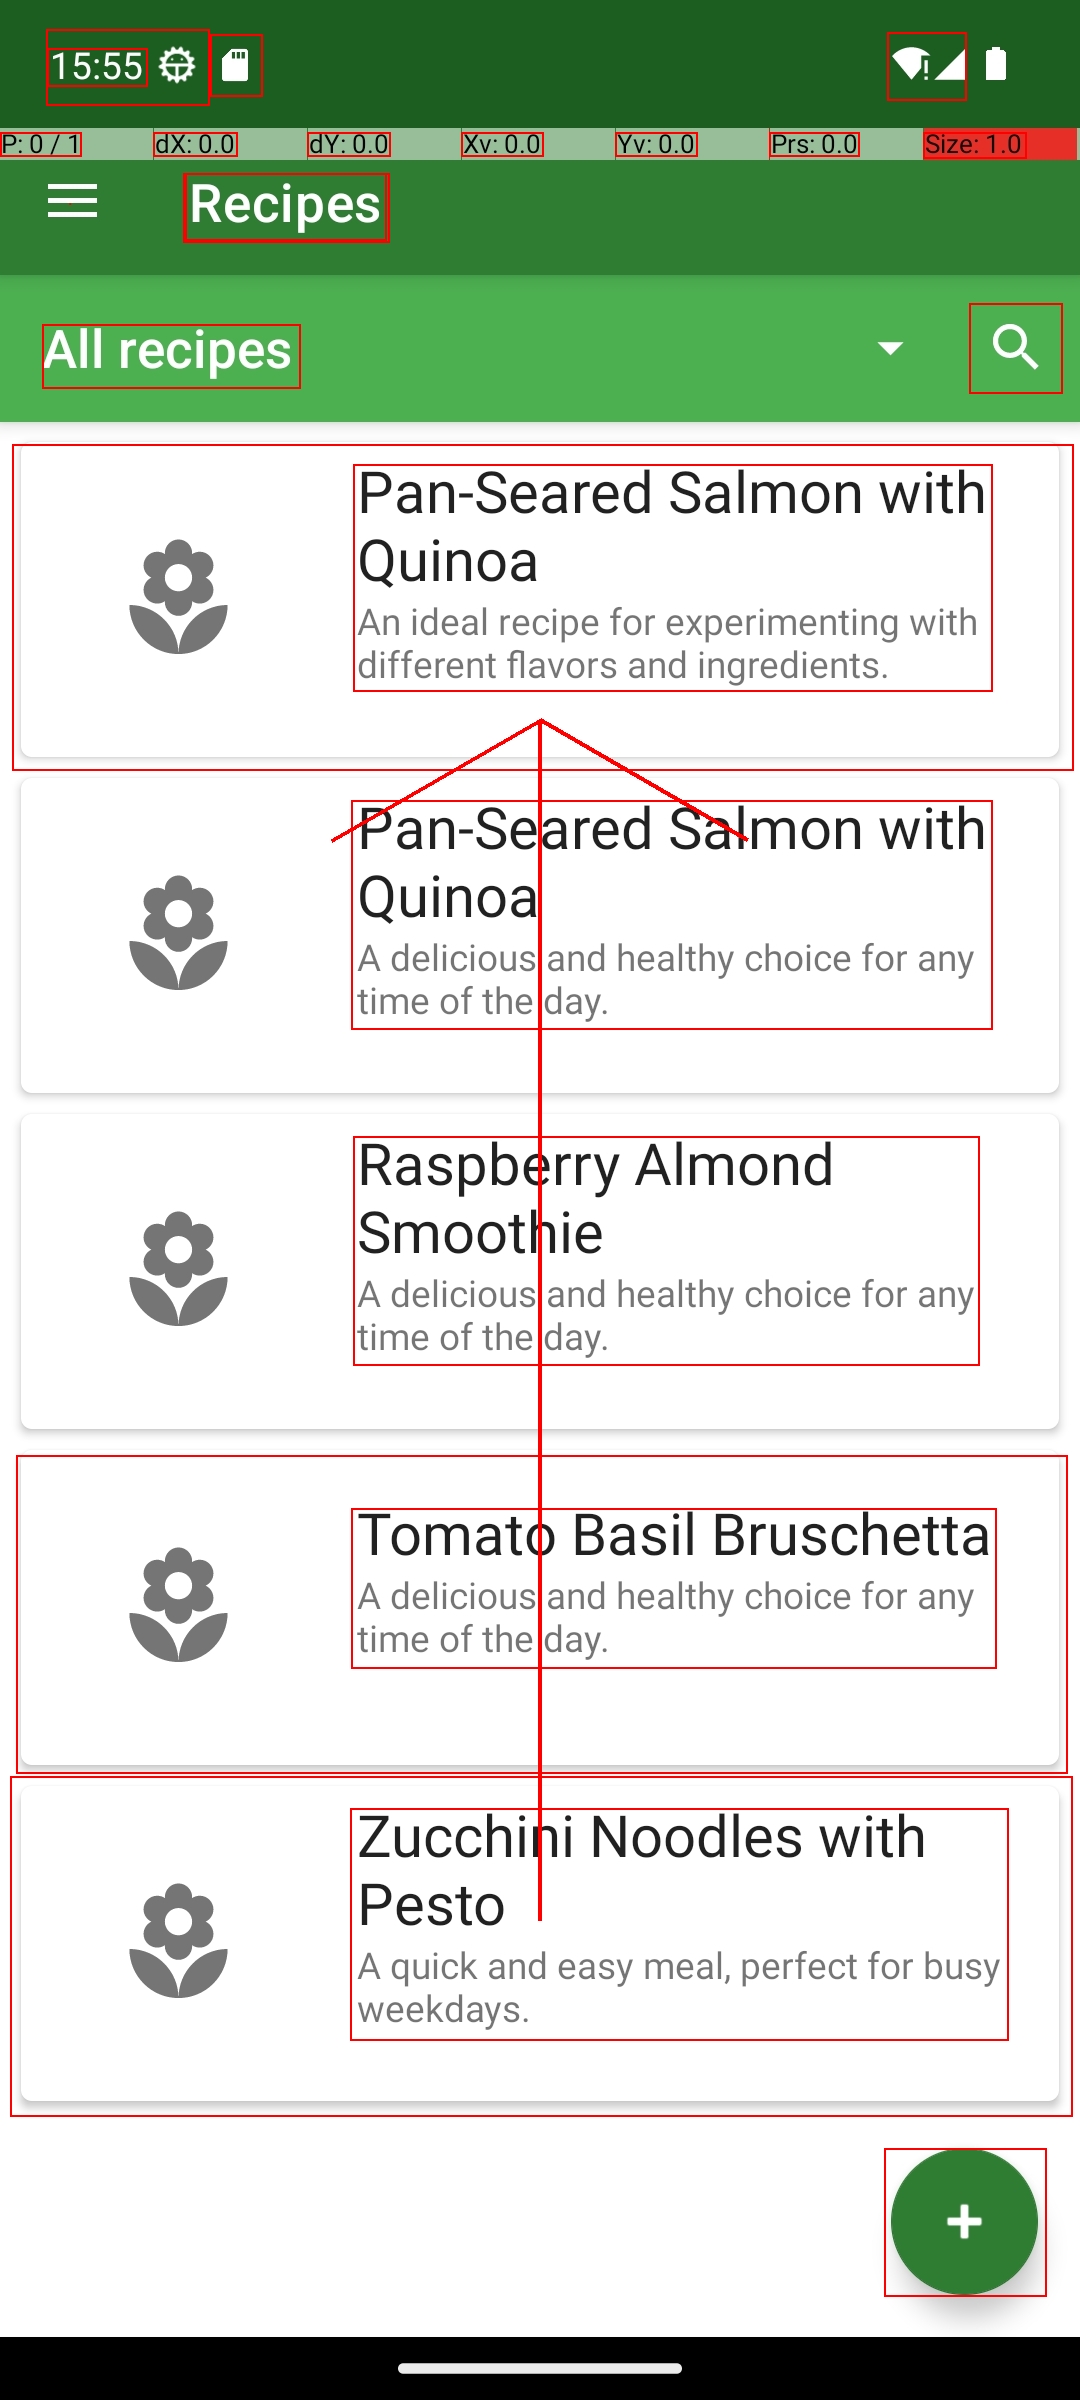 15:55
P: 0 / 1 dX: 0.0 dY: 0.0 Xv: 0.0 Yv: 0.0 Prs: 0.0 Size: 1.0
Recipes
All recipes
Pan-Seared Salmon with
Quinoa
An ideal recipe for experimenting with
different flavors and ingredients.
Pan-Seared Salmon with
Quinoa
A delicious and healthy choice for any
time of the day.
Raspberry Almond
Smoothie
A delicious and healthy choice for any
time of the day.
Tomato Basil Bruschetta
A delicious and healthy choice for any
time of the day.
Zucchini Noodles with
Pesto
A quick and easy meal, perfect for busy
weekdays.